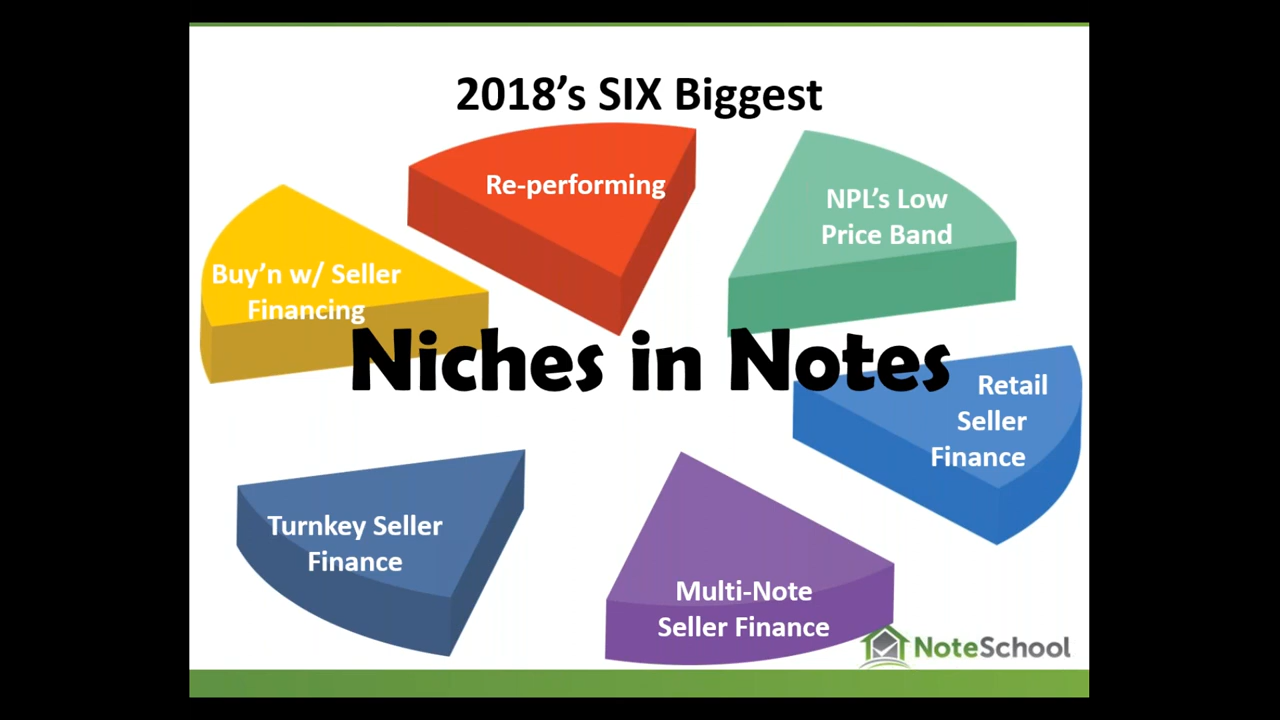 2018’s SIX Biggest
Re-performing
NPL’s Low
Price Band
Buy’n w/ Seller
Financing
Niches in Notes
Retail
Seller
Finance
Turnkey Seller
Finance
Multi-Note
Seller Finance
NoteSchool